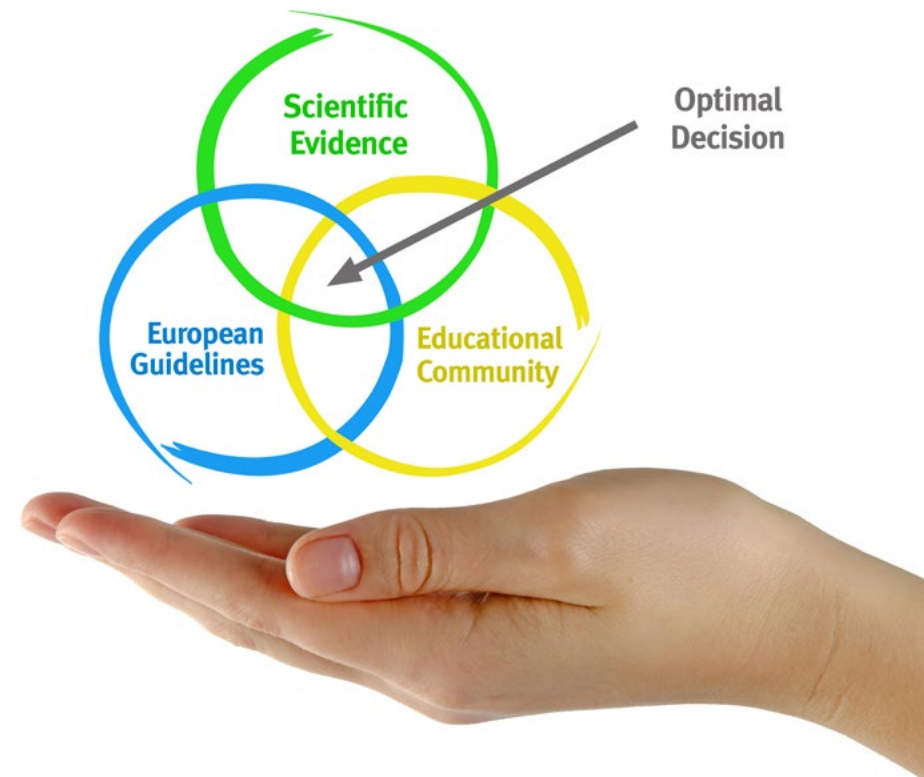 Scientific
Evidence
Optimal
Decision
European
Guidelines
Educational
Community